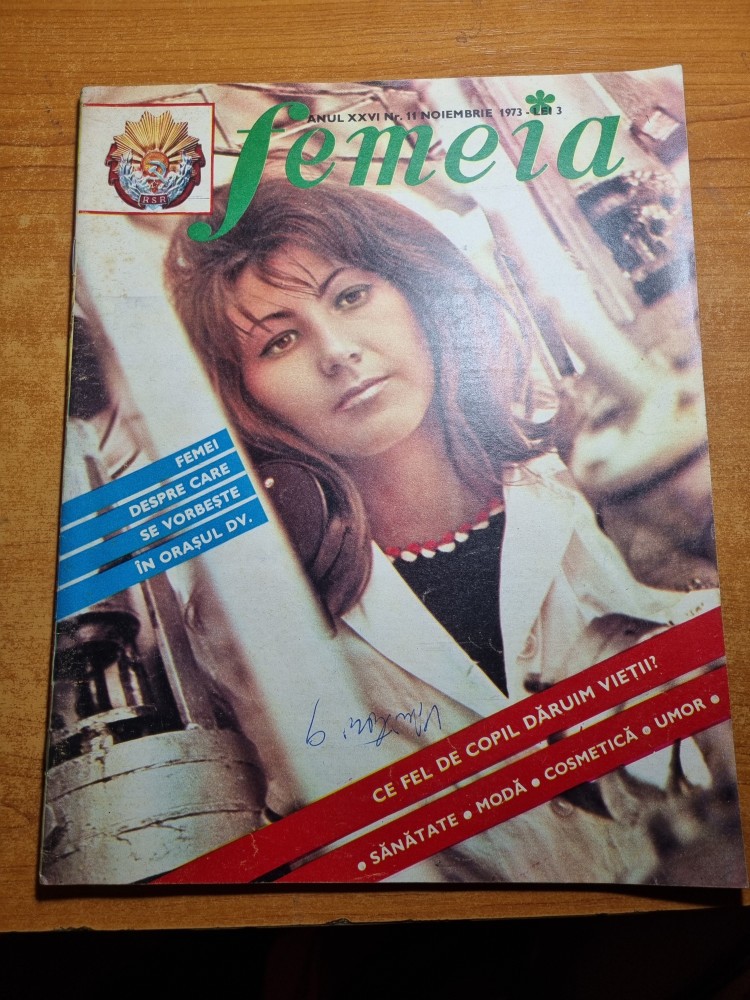 ANUL XXVI Nr. 11 NOIEMBRIE 1973 - LEI 3
femeia
RSR
FEMEI
DESPRE CARE
SE VORBEȘTE
ÎN ORAȘUL DV.
CE FEL DE COPIL DĂRUIM VIEȚII?
• SĂNĂTATE • MODĂ • COSMETICĂ • UMOR •